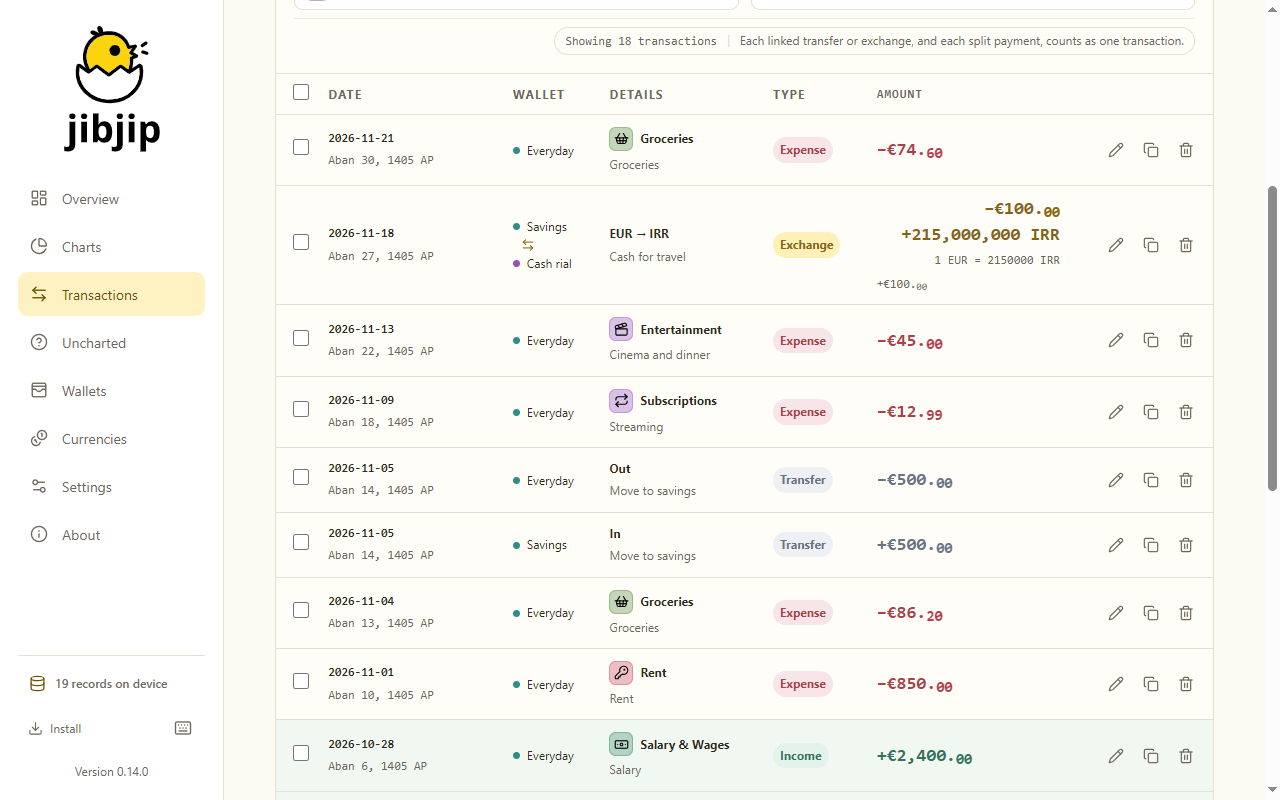 jibjip
Overview
Charts
Transactions
Uncharted
Wallets
Currencies
Settings
About
19 records on device
Install
Version 0.14.0
Showing 18 transactions | Each linked transfer or exchange, and each split payment, counts as one transaction.
DATE WALLET DETAILS TYPE AMOUNT
2026-11-21
Aban 30, 1405 AP
Everyday
Groceries
Groceries
Expense
−€74.60
2026-11-18
Aban 27, 1405 AP
Savings
Cash rial
EUR → IRR
Cash for travel
Exchange
−€100.00
+215,000,000 IRR
1 EUR = 2150000 IRR
+€100.00
2026-11-13
Aban 22, 1405 AP
Everyday
Entertainment
Cinema and dinner
Expense
−€45.00
2026-11-09
Aban 18, 1405 AP
Everyday
Subscriptions
Streaming
Expense
−€12.99
2026-11-05
Aban 14, 1405 AP
Everyday
Out
Move to savings
Transfer
−€500.00
2026-11-05
Aban 14, 1405 AP
Savings
In
Move to savings
Transfer
+€500.00
2026-11-04
Aban 13, 1405 AP
Everyday
Groceries
Groceries
Expense
−€86.20
2026-11-01
Aban 10, 1405 AP
Everyday
Rent
Rent
Expense
−€850.00
2026-10-28
Aban 6, 1405 AP
Everyday
Salary & Wages
Salary
Income
+€2,400.00